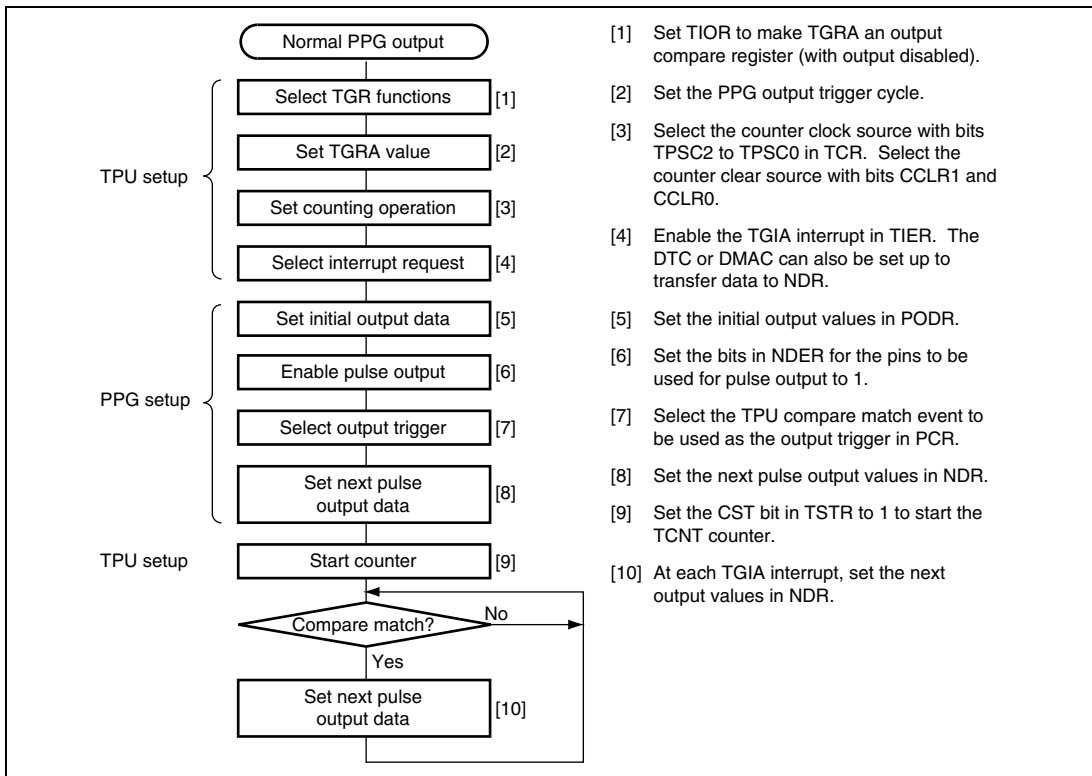 Normal PPG output
Select TGR functions [1]
Set TGRA value [2]
TPU setup
Set counting operation [3]
Select interrupt request [4]
Set initial output data [5]
Enable pulse output [6]
PPG setup
Select output trigger [7]
Set next pulse
output data [8]
TPU setup
Start counter [9]
Compare match?
No
Yes
Set next pulse
output data [10]
[1] Set TIOR to make TGRA an output
compare register (with output disabled).
[2] Set the PPG output trigger cycle.
[3] Select the counter clock source with bits
TPSC2 to TPSC0 in TCR. Select the
counter clear source with bits CCLR1 and
CCLR0.
[4] Enable the TGIA interrupt in TIER. The
DTC or DMAC can also be set up to
transfer data to NDR.
[5] Set the initial output values in PODR.
[6] Set the bits in NDER for the pins to be
used for pulse output to 1.
[7] Select the TPU compare match event to
be used as the output trigger in PCR.
[8] Set the next pulse output values in NDR.
[9] Set the CST bit in TSTR to 1 to start the
TCNT counter.
[10] At each TGIA interrupt, set the next
output values in NDR.